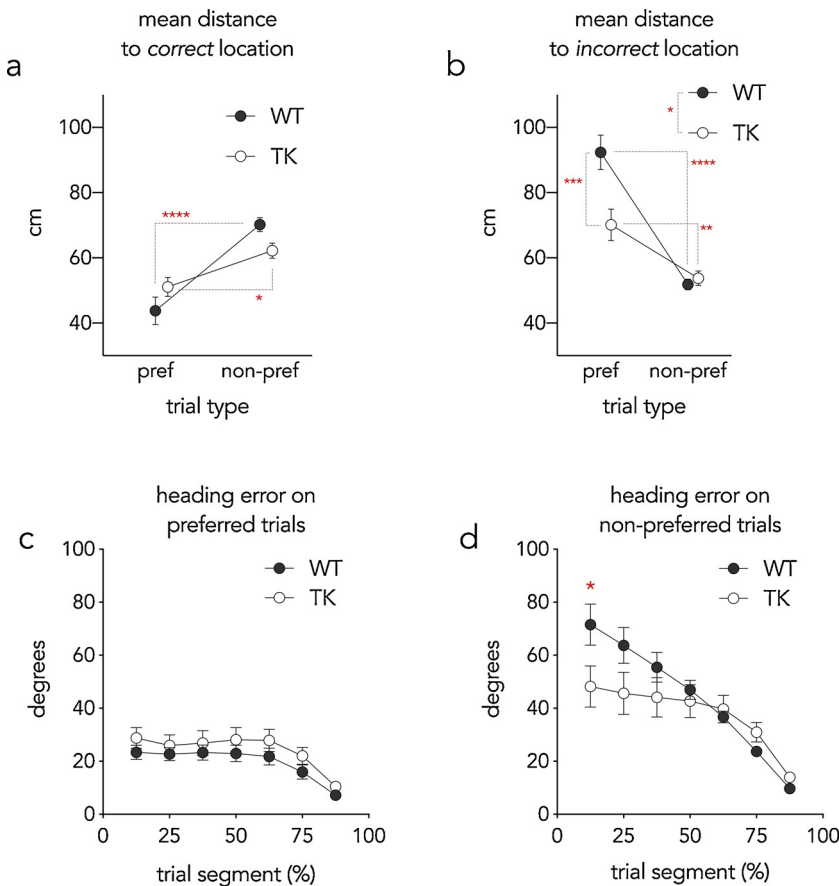 mean distance
to correct location
a
WT
TK
100
80
60
40
cm
****
*
pref
non-pref
trial type
mean distance
to incorrect location
b
WT
TK
*
100
80
60
40
cm
***
****
**
pref
non-pref
trial type
heading error on
preferred trials
c
WT
TK
100
80
60
40
20
0
degrees
0
25
50
75
100
trial segment (%)
heading error on
non-preferred trials
d
WT
TK
*
100
80
60
40
20
0
degrees
0
25
50
75
100
trial segment (%)